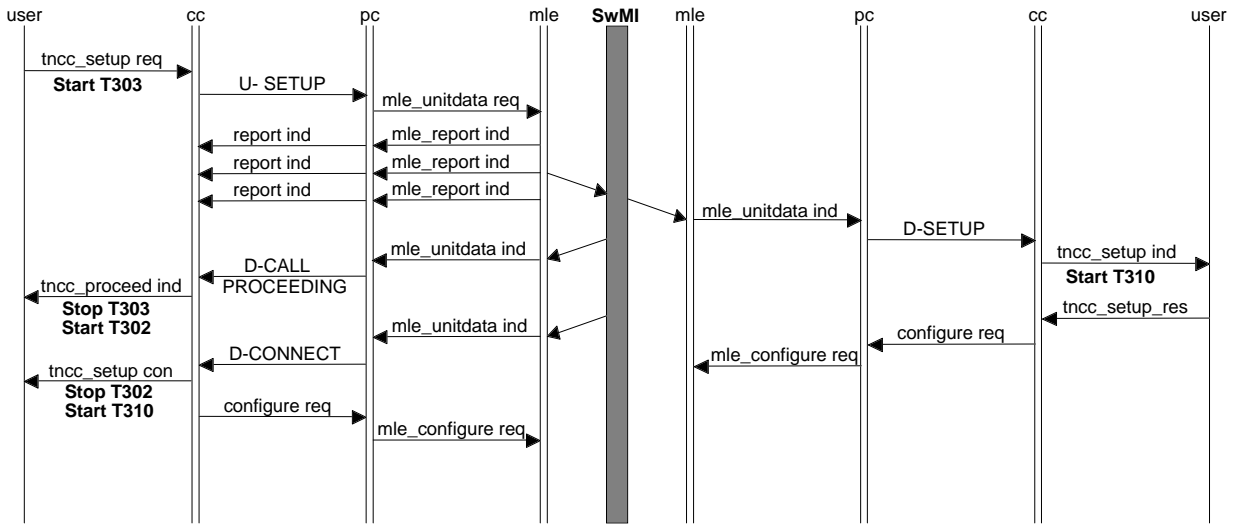 user cc pc mle SwMI mle pc cc user
tncc_setup req
Start T303
U- SETUP
mle_unitdata req
report ind mle_report ind
report ind mle_report ind
report ind mle_report ind
mle_unitdata ind
D-SETUP
tncc_setup ind
Start T310
mle_unitdata ind
D-CALL
PROCEEDING
tncc_proceed ind
Stop T303
Start T302
tncc_setup_res
mle_unitdata ind
configure req
D-CONNECT
mle_configure req
tncc_setup con
Stop T302
Start T310
configure req
mle_configure req